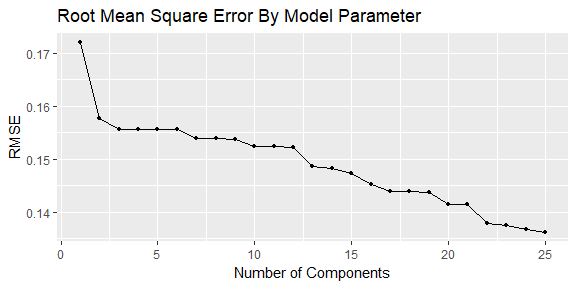 Root Mean Square Error By Model Parameter
0.17
0.16
0.15
0.14
RMSE
0 5 10 15 20 25
Number of Components